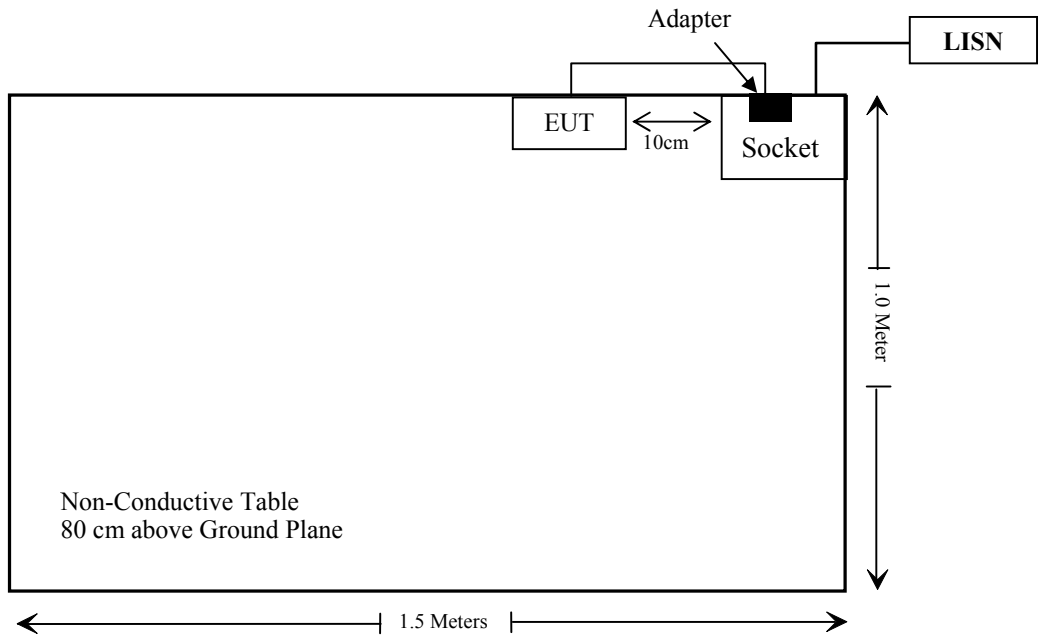 Adapter
LISN
EUT
10cm
Socket
1.0 Meter
Non-Conductive Table
80 cm above Ground Plane
1.5 Meters